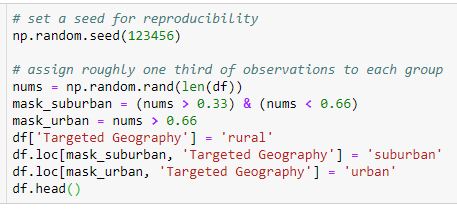 # set a seed for reproducibility
np.random.seed(123456)
# assign roughly one third of observations to each group
nums = np.random.rand(len(df))
mask_suburban = (nums > 0.33) & (nums < 0.66)
mask_urban = nums > 0.66
df['Targeted Geography'] = 'rural'
df.loc[mask_suburban, 'Targeted Geography'] = 'suburban'
df.loc[mask_urban, 'Targeted Geography'] = 'urban'
df.head()